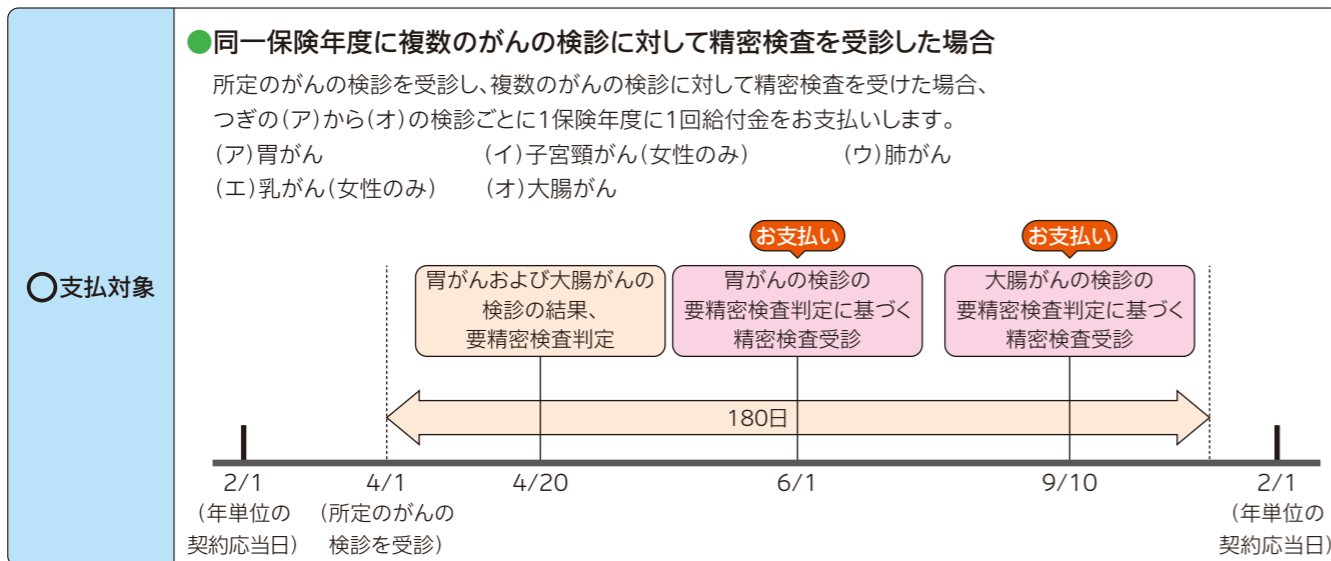 ○支払対象
●同一保険年度に複数のがんの検診に対して精密検査を受診した場合
所定のがんの検診を受診し、複数のがんの検診に対して精密検査を受けた場合、
つぎの(ア)から(オ)の検診ごとに1保険年度に1回給付金をお支払いします。
(ア)胃がん (イ)子宮頸がん(女性のみ) (ウ)肺がん
(エ)乳がん(女性のみ) (オ)大腸がん
お支払い
お支払い
胃がんおよび大腸がんの
検診の結果、
要精密検査判定
胃がんの検診の
要精密検査判定に基づく
精密検査受診
大腸がんの検診の
要精密検査判定に基づく
精密検査受診
180日
2/1
(年単位の
契約応当日)
4/1
(所定のがんの
検診を受診)
4/20
6/1
9/10
2/1
(年単位の
契約応当日)